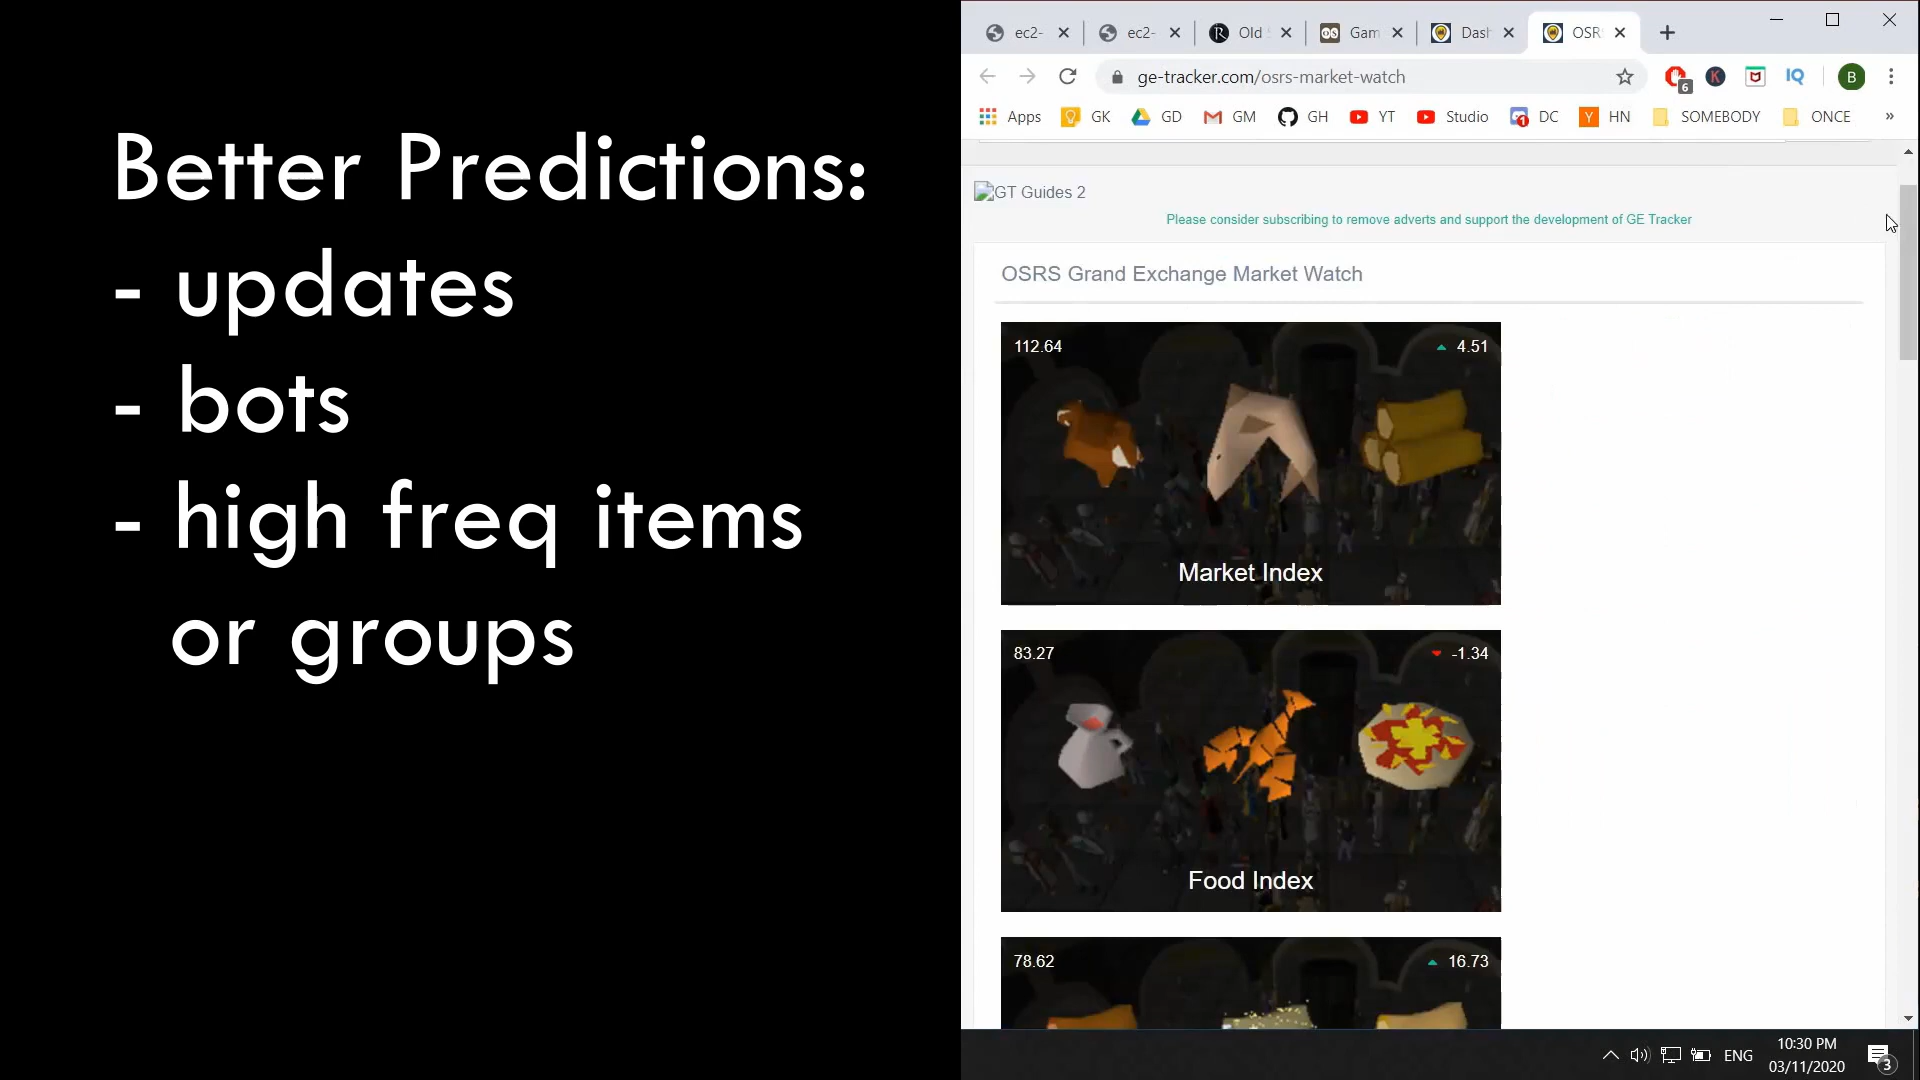 Better Predictions:
- updates
- bots
- high freq items
or groups
ec2-
ec2-
Old
Gam
Dash
OSR
ge-tracker.com/osrs-market-watch
6
K
IQ
B
Apps
GK
GD
GM
GH
YT
Studio
1
DC
Y
HN
SOMEBODY
ONCE
»
GT Guides 2
Please consider subscribing to remove adverts and support the development of GE Tracker
OSRS Grand Exchange Market Watch
112.64
4.51
Market Index
83.27
-1.34
Food Index
78.62
16.73
ENG
10:30 PM
03/11/2020
3